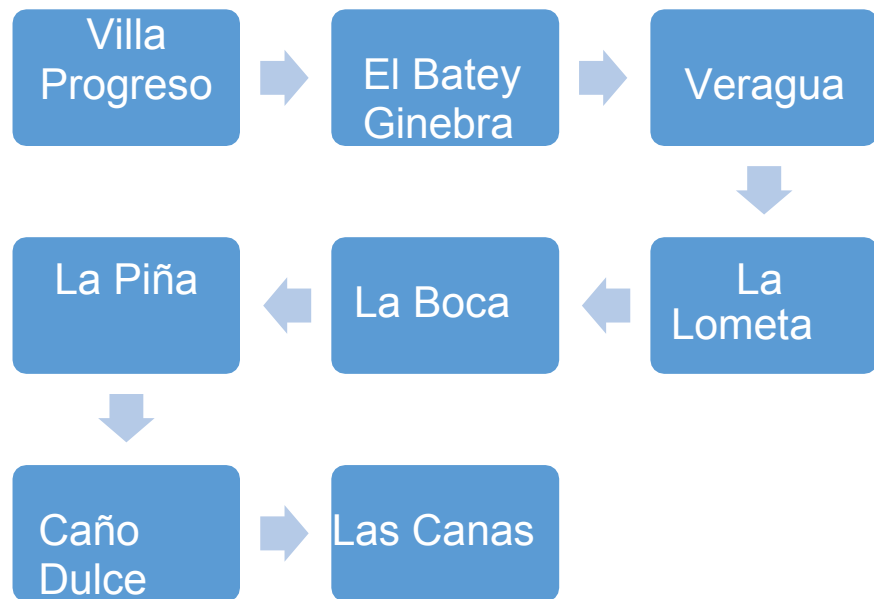 Villa
Progreso
El Batey
Ginebra
Veragua
La
Lometa
La Boca
La Piña
Caño
Dulce
Las Canas